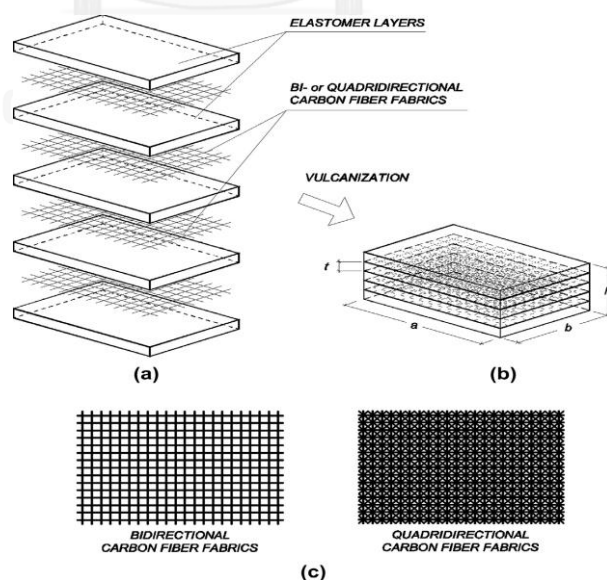 ELASTOMER LAYERS
BI- or QUADRIDIRECTIONAL
CARBON FIBER FABRICS
VULCANIZATION
t
a
b
(a)
(b)
BIDIRECTIONAL
CARBON FIBER FABRICS
QUADRIDIRECTIONAL
CARBON FIBER FABRICS
(c)